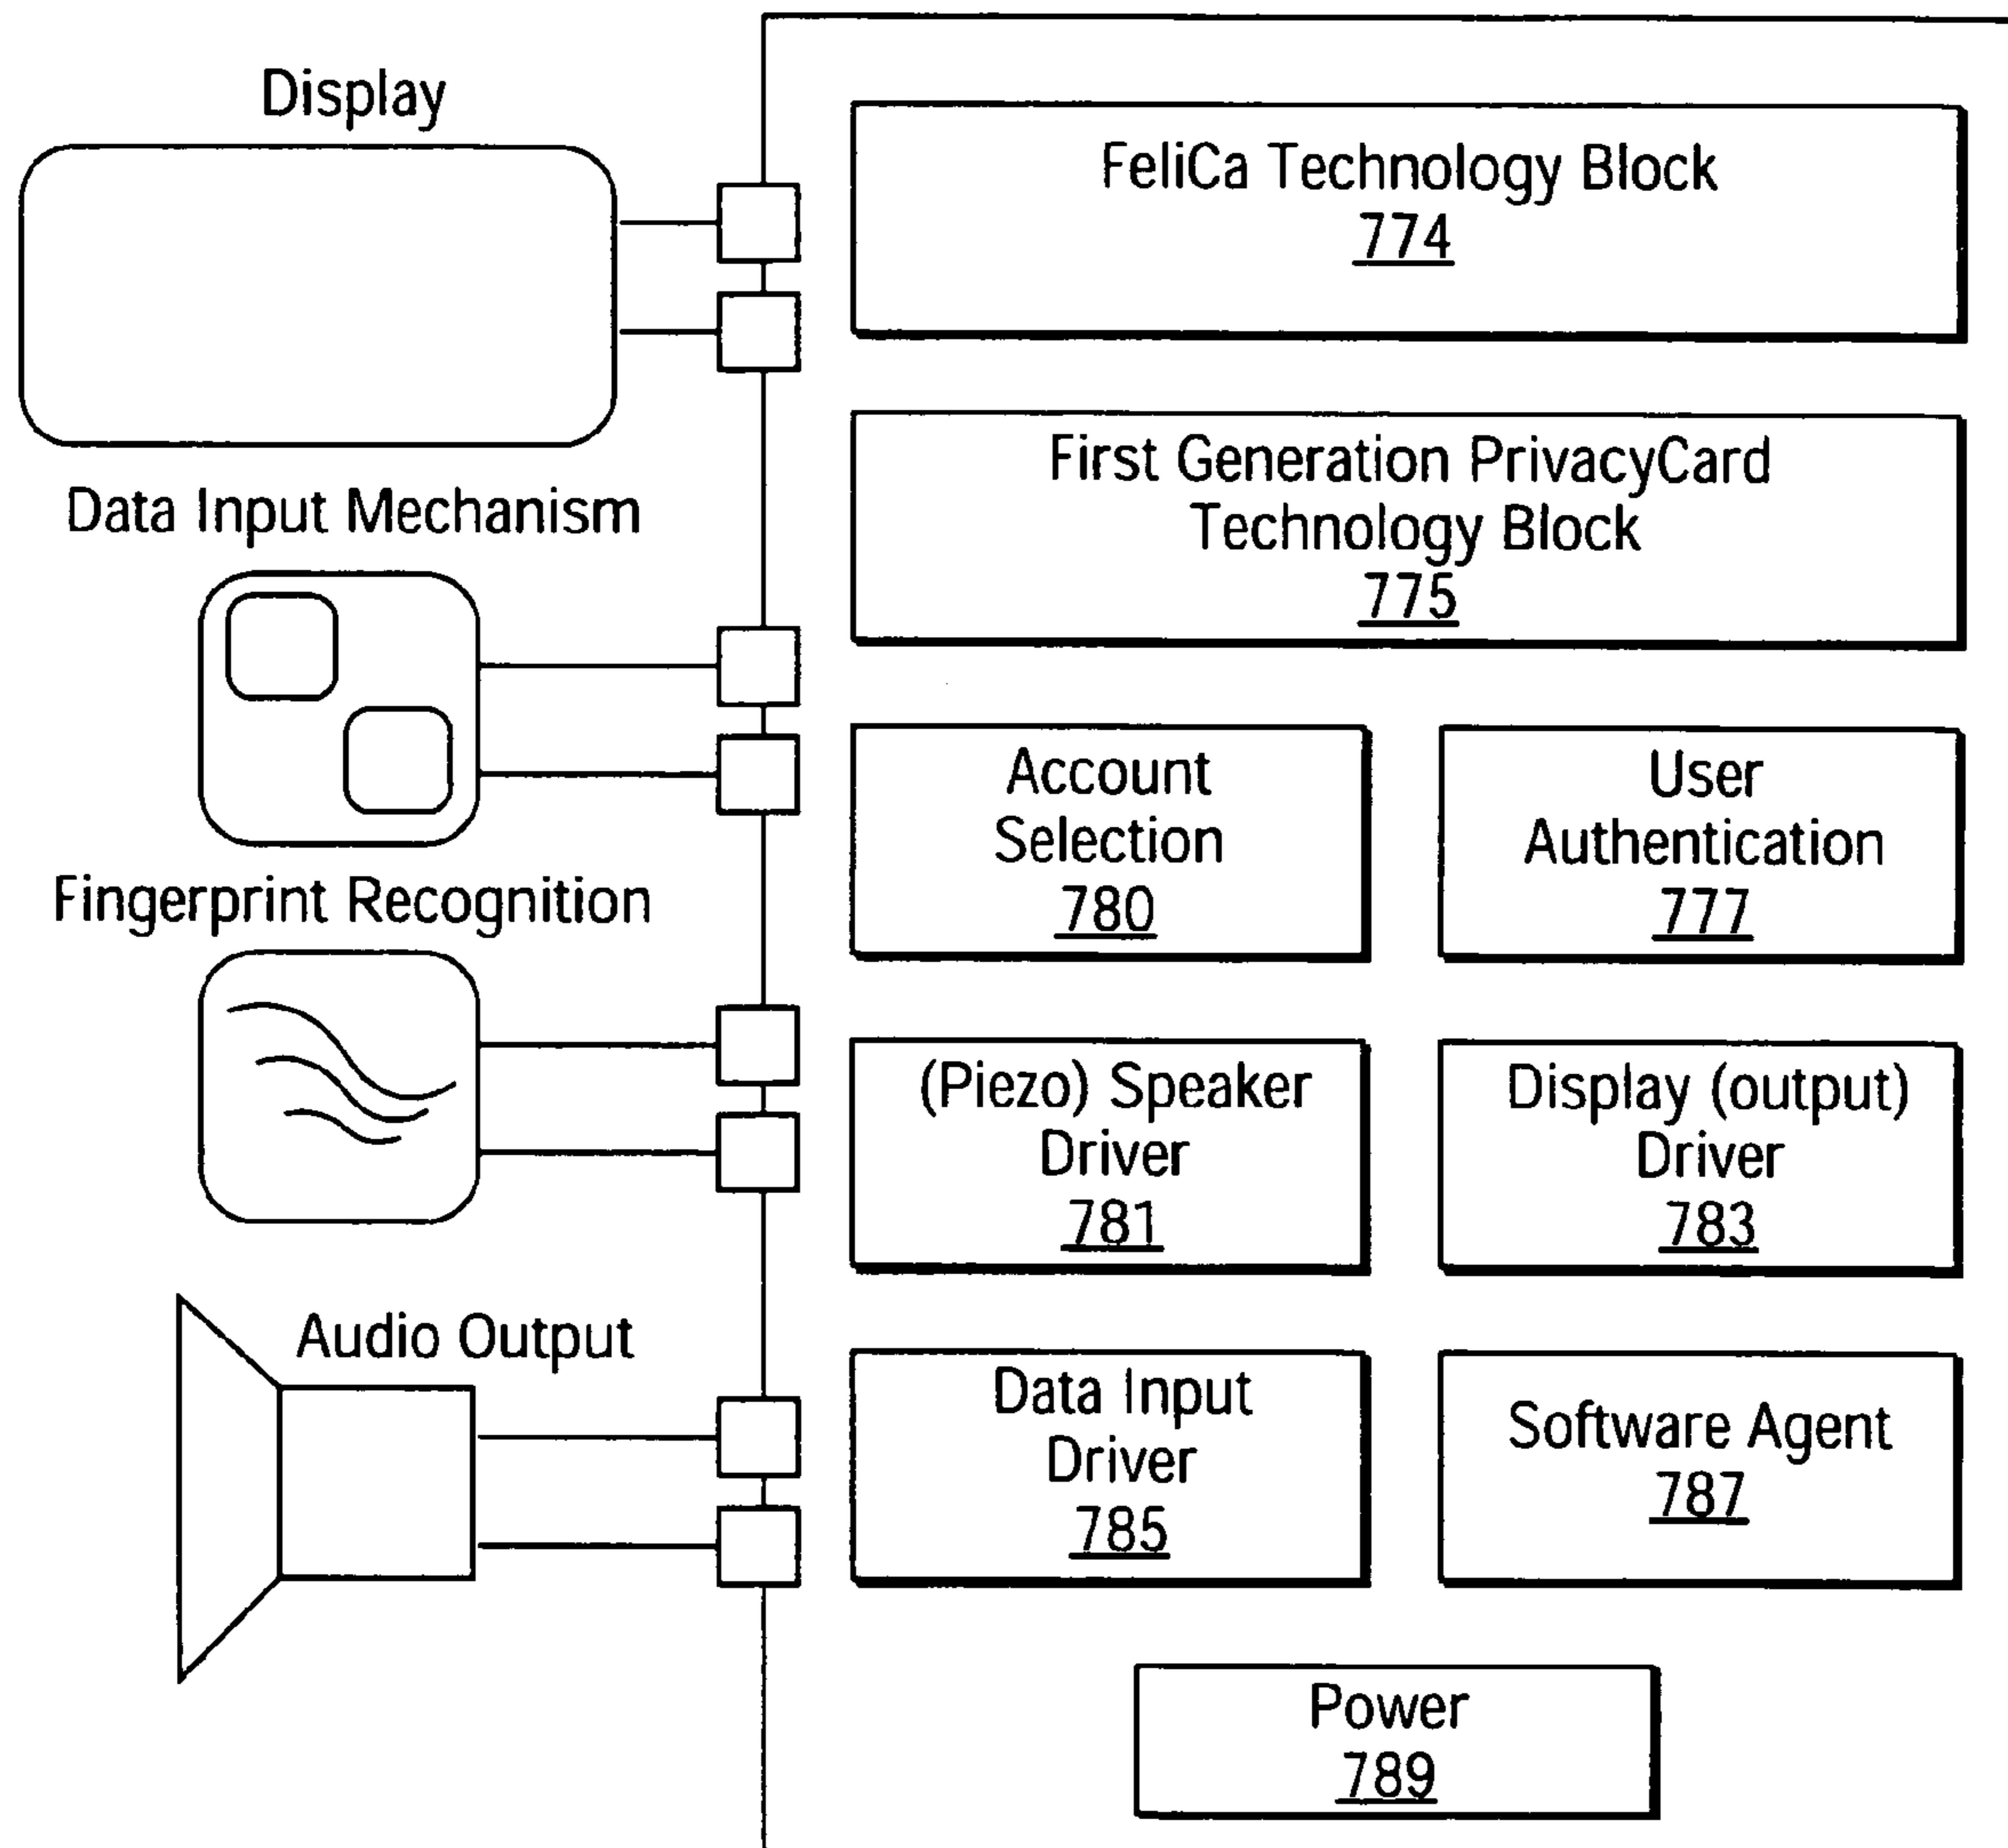 Display
Data Input Mechanism
Fingerprint Recognition
Audio Output
FeliCa Technology Block
774
First Generation PrivacyCard
Technology Block
775
Account
Selection
780
User
Authentication
777
(Piezo) Speaker
Driver
781
Display (output)
Driver
783
Data Input
Driver
785
Software Agent
787
Power
789